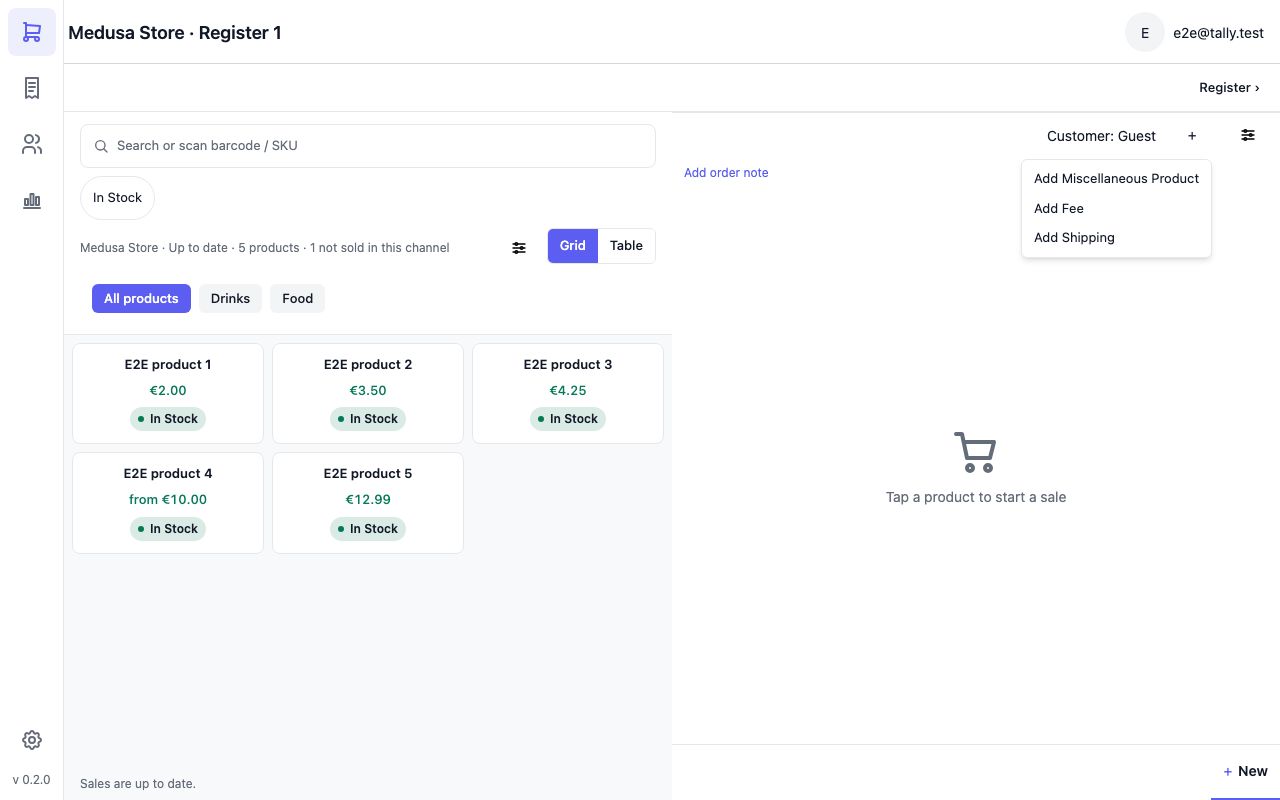 Medusa Store · Register 1
E
e2e@tally.test
Register ›
Search or scan barcode / SKU
In Stock
Medusa Store · Up to date · 5 products · 1 not sold in this channel
Grid
Table
All products
Drinks
Food
E2E product 1
€2.00
In Stock
E2E product 2
€3.50
In Stock
E2E product 3
€4.25
In Stock
E2E product 4
from €10.00
In Stock
E2E product 5
€12.99
In Stock
Sales are up to date.
Customer: Guest
+
Add order note
Add Miscellaneous Product
Add Fee
Add Shipping
Tap a product to start a sale
+ New
v 0.2.0